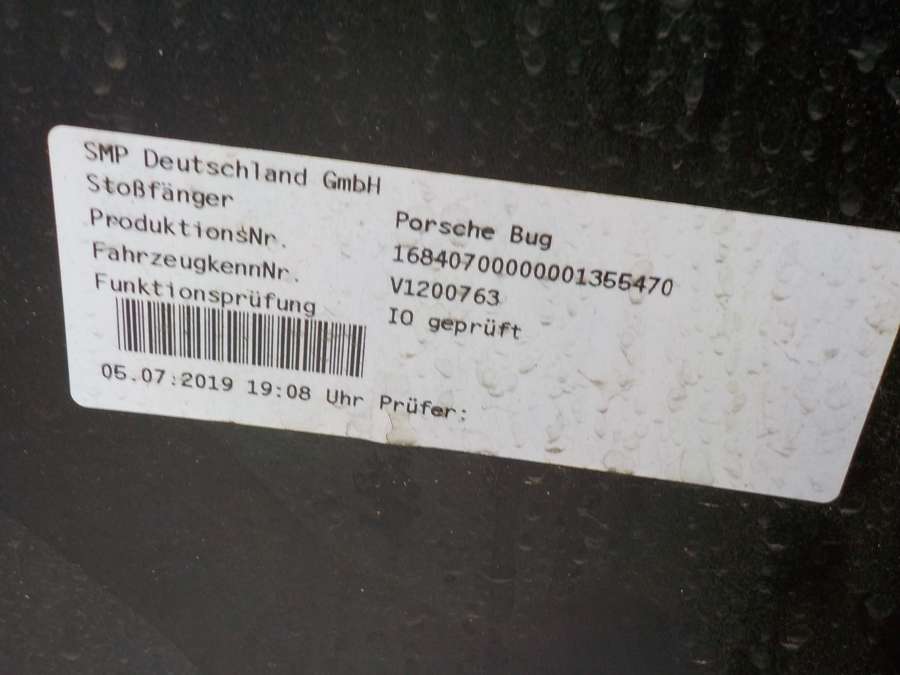 SMP Deutschland GmbH
Stoßfänger Porsche Bug
ProduktionsNr. 16840700000001355470
FahrzeugkennNr. V1200763
Funktionsprüfung IO geprüft
05.07.2019 19:08 Uhr Prüfer: